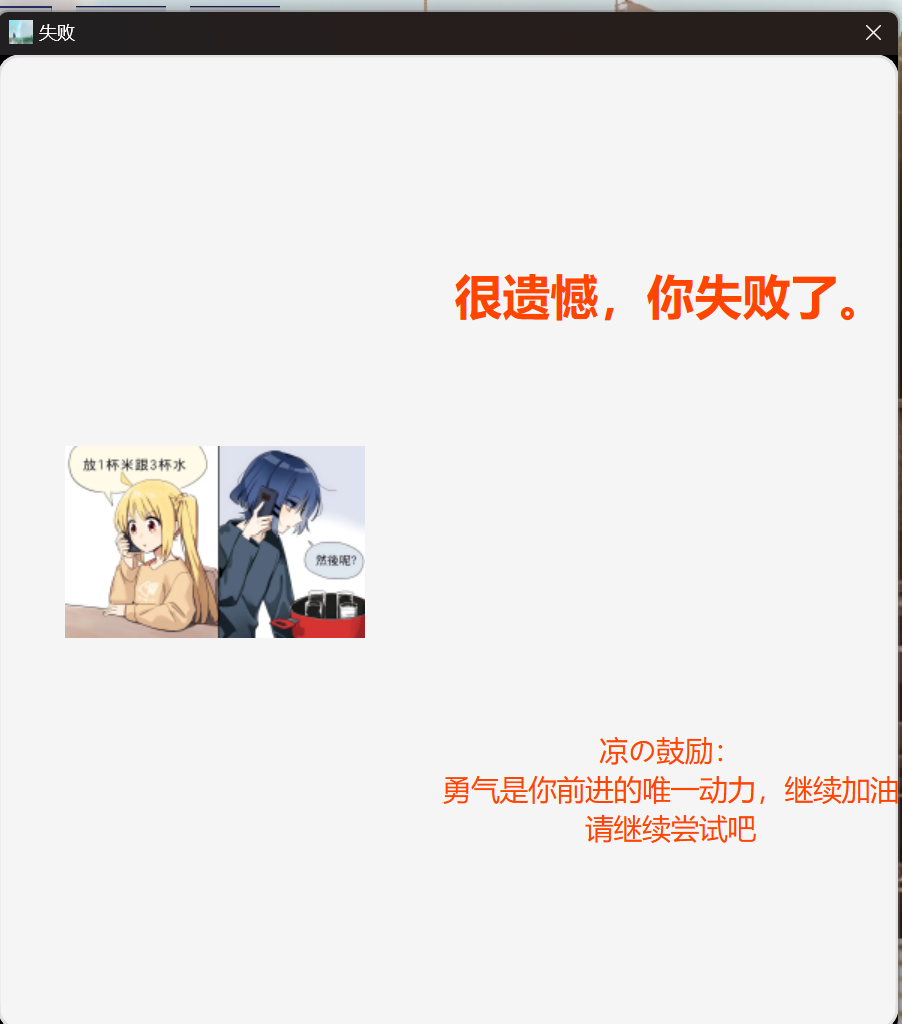 失败
很遗憾，你失败了。
放1杯米跟3杯水
然後呢?
凉の鼓励：
勇气是你前进的唯一动力，继续加油
请继续尝试吧